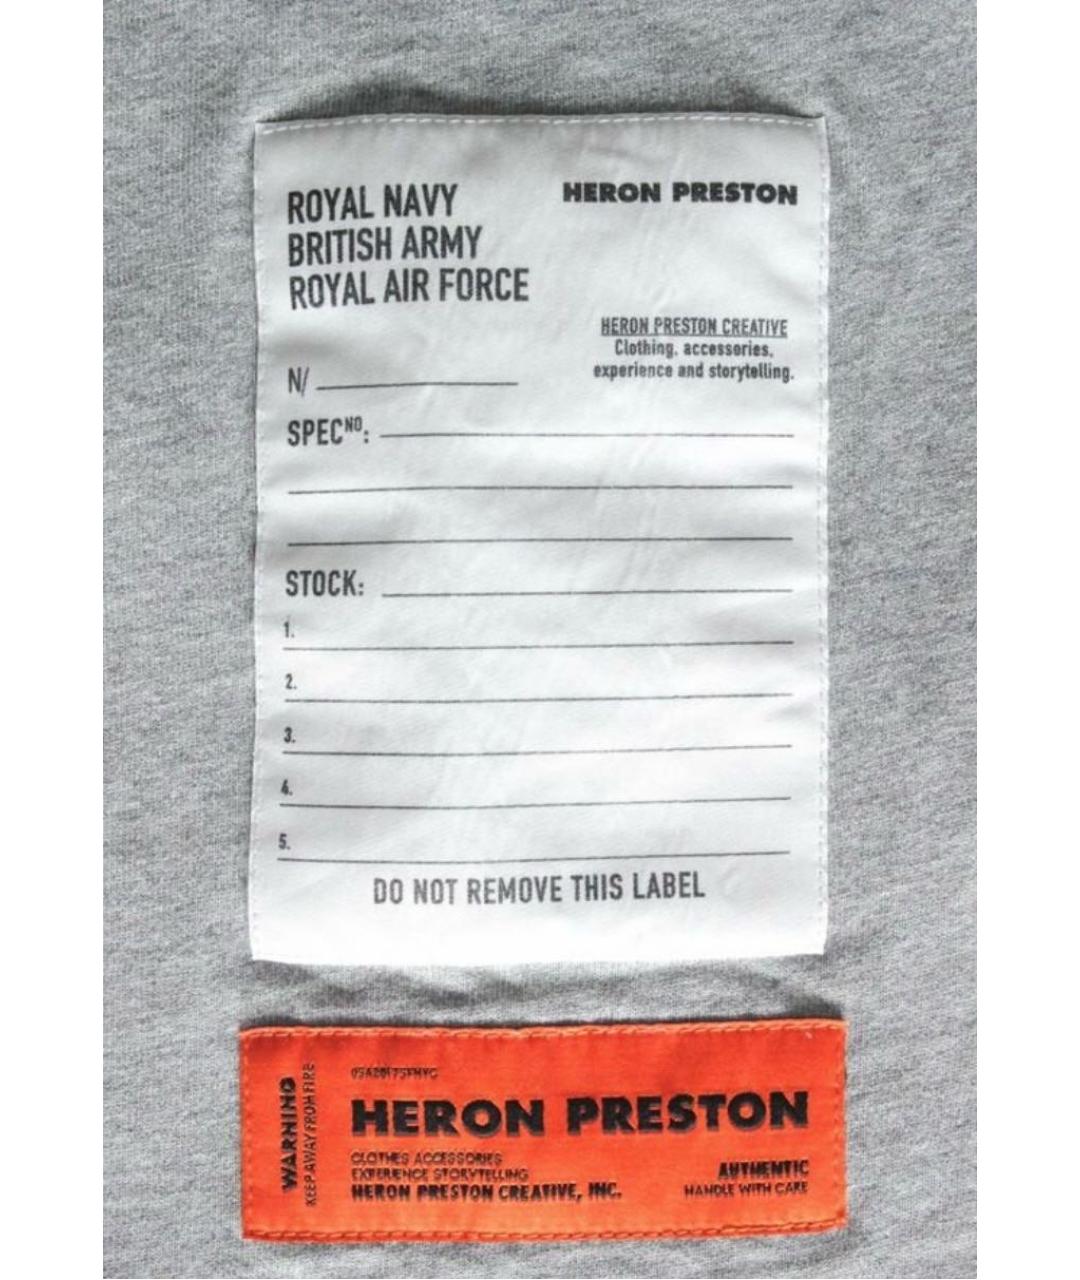 ROYAL NAVY
BRITISH ARMY
ROYAL AIR FORCE
HERON PRESTON
HERON PRESTON CREATIVE
Clothing, accessories,
experience and storytelling.
N/
SPECNO:
STOCK:
1.
2.
3.
4.
5.
DO NOT REMOVE THIS LABEL
WARNING
KEEP AWAY FROM FIRE
HERON PRESTON
CLOTHES ACCESSORIES
EXPERIENCE STORYTELLING
HERON PRESTON CREATIVE, INC.
AUTHENTIC
HANDLE WITH CARE